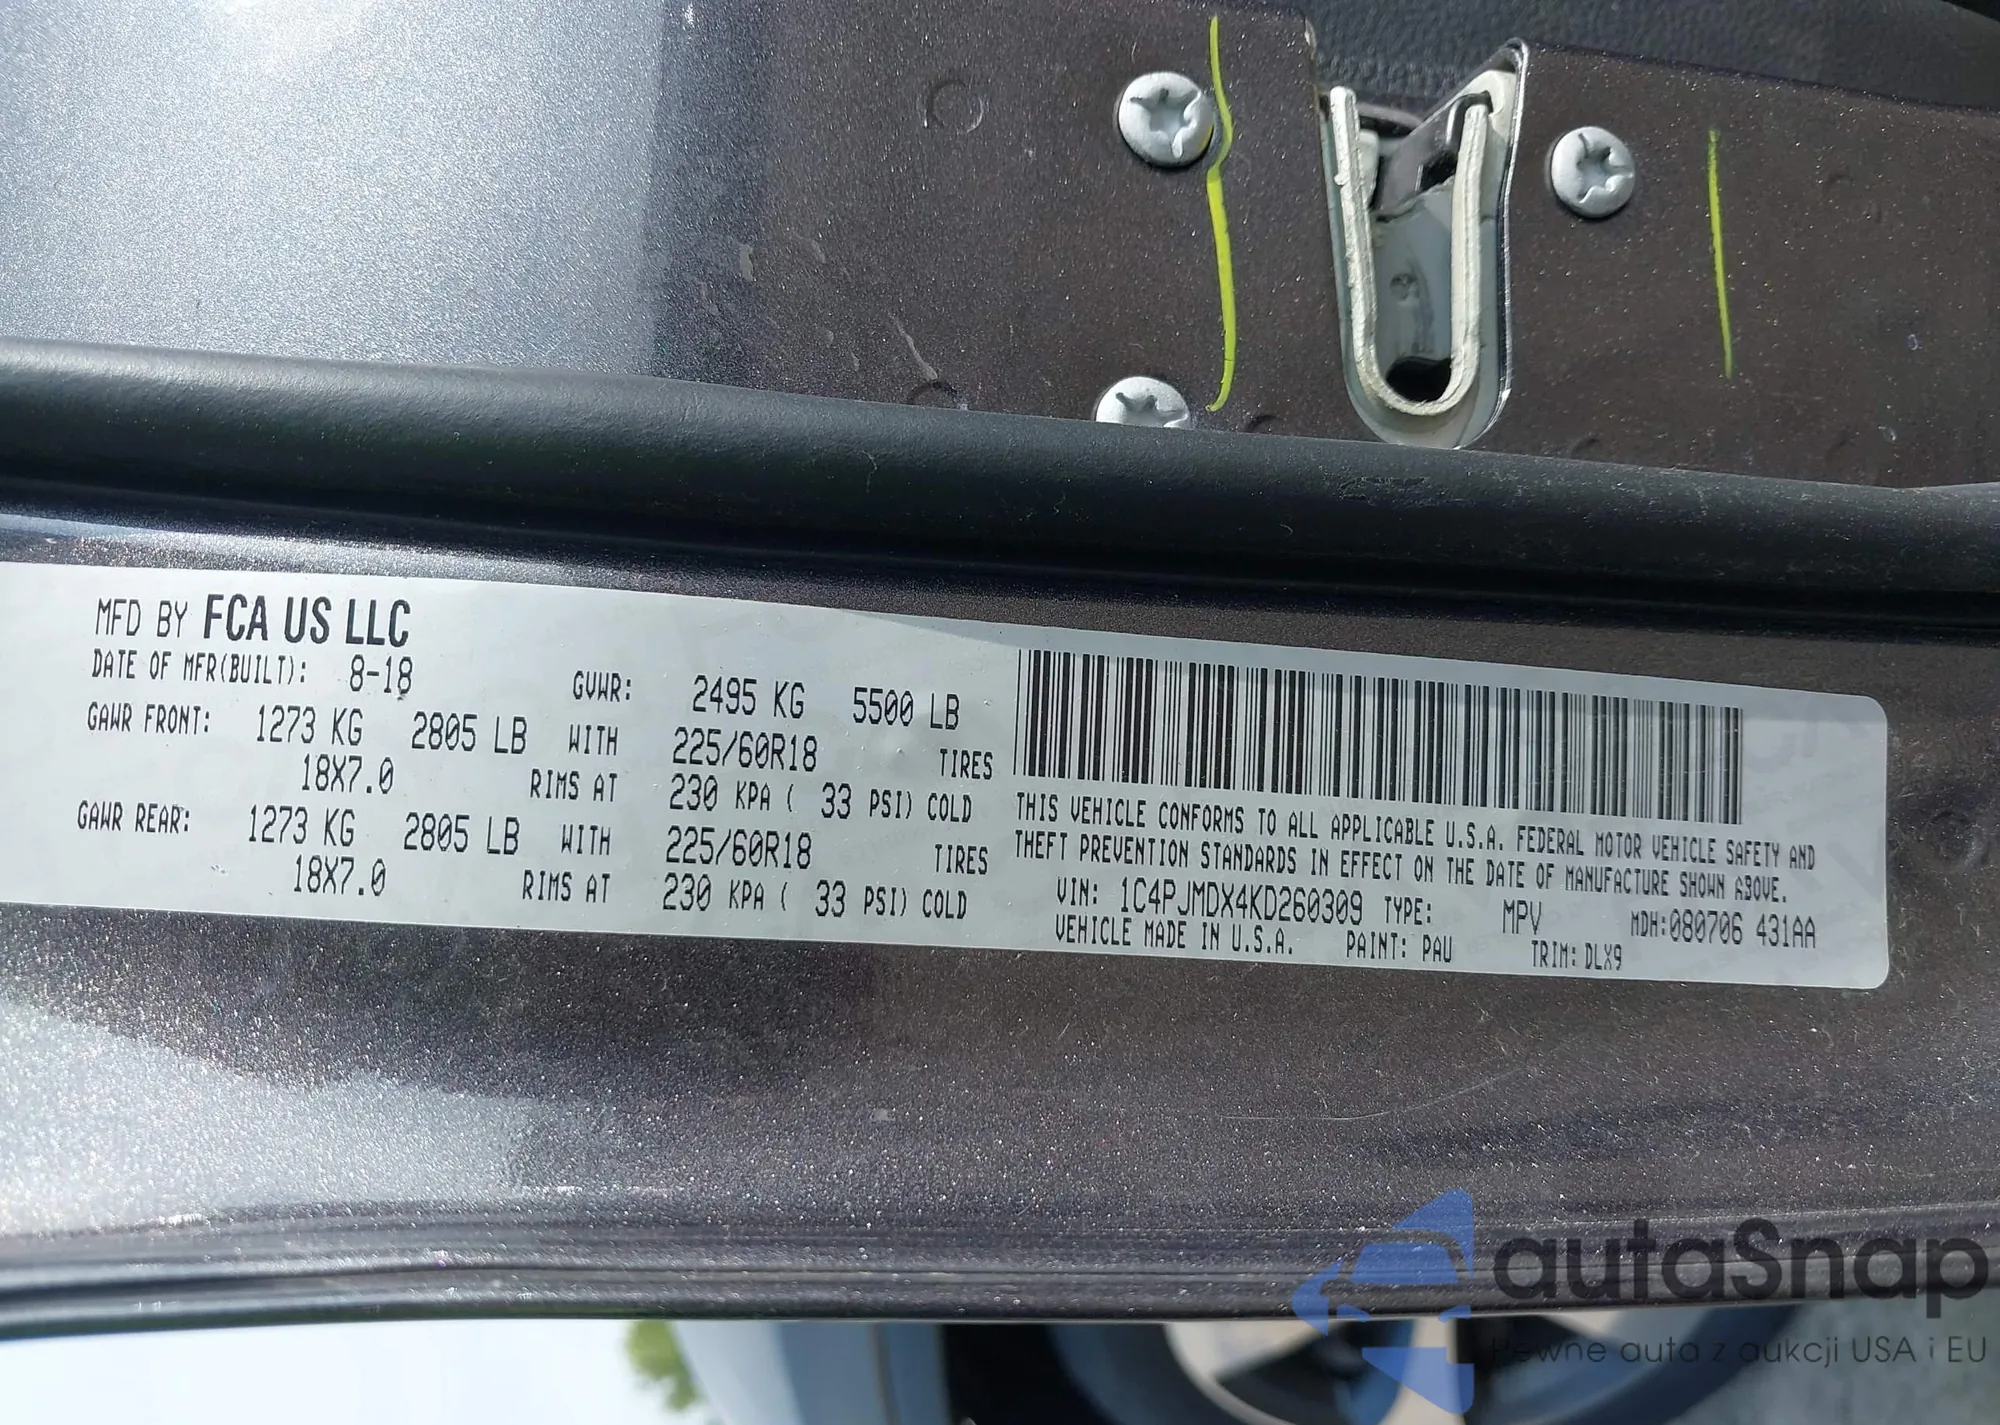 MFD BY FCA US LLC
DATE OF MFR(BUILT): 8-18 GVWR: 2495 KG 5500 LB
GAWR FRONT: 1273 KG 2805 LB WITH 225/60R18 TIRES
18X7.0 RIMS AT 230 KPA ( 33 PSI) COLD
GAWR REAR: 1273 KG 2805 LB WITH 225/60R18 TIRES
18X7.0 RIMS AT 230 KPA ( 33 PSI) COLD
THIS VEHICLE CONFORMS TO ALL APPLICABLE U.S.A. FEDERAL MOTOR VEHICLE SAFETY AND
THEFT PREVENTION STANDARDS IN EFFECT ON THE DATE OF MANUFACTURE SHOWN ABOVE.
VIN: 1C4PJMDX4KD260309 TYPE: MPV MDH:080706 431AA
VEHICLE MADE IN U.S.A. PAINT: PAU TRIM: DLX9
autaSnap
Pewne auta z aukcji USA i EU